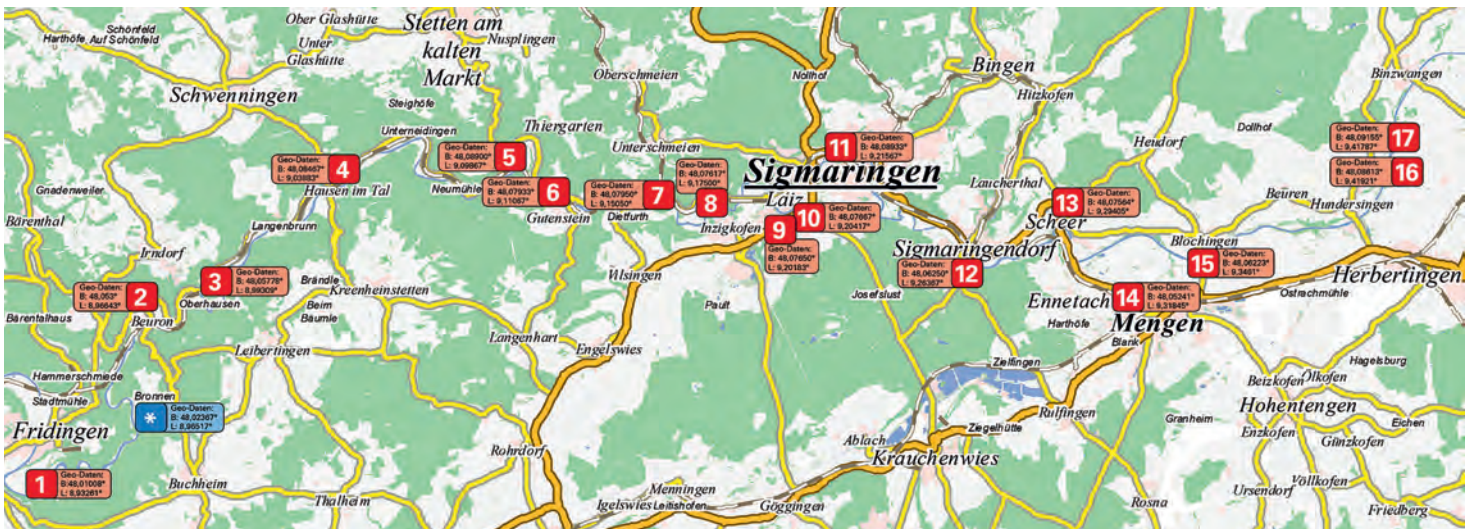 Schönfeld
Harthöfe Auf Schönfeld
Ober Glashütte
Unter
Glashütte
Stetten am
kalten
Markt
Nusplingen
Schwenningen
Steighöfe
Oberschmeien
Nollhof
Bingen
Hitzkofen
Binzwangen
Dollhof
Heudorf
Unterneidingen
Thiergarten
Unterschmeien
4
Geo-Daten:
B: 48,08467°
L: 9,03883°
Hausen im Tal
5
Geo-Daten:
B: 48,08900°
L: 9,09867°
Neumühle
6
Geo-Daten:
B: 48,07933°
L: 9,11067°
Gutenstein
7
Geo-Daten:
B: 48,07950°
L: 9,15050°
Dietfurth
8
Geo-Daten:
B: 48,07617°
L: 9,17500°
11
Geo-Daten:
B: 48,08933°
L: 9,21567°
Sigmaringen
Laiz
Inzigkofen
9
Geo-Daten:
B: 48,07650°
L: 9,20183°
10
Geo-Daten:
B: 48,07667°
L: 9,20417°
Laucherthal
13
Geo-Daten:
B: 48,07564°
L: 9,29405°
Scheer
17
Geo-Daten:
B: 48,09155°
L: 9,41787°
16
Geo-Daten:
B: 48,08613°
L: 9,41921°
Beuren
Hundersingen
Gnadenweiler
Bärenthal
Irndorf
Langenbrunn
3
Geo-Daten:
B: 48,05778°
L: 8,99309°
Oberhausen
2
Geo-Daten:
B: 48,053°
L: 8,96643°
Beuron
Bärentalhaus
Brändle
Kreenheinstetten
Beim
Bäumle
Vilsingen
Pault
Josefslust
Sigmaringendorf
12
Geo-Daten:
B: 48,06250°
L: 9,26367°
Blochingen
15
Geo-Daten:
B: 48,06223°
L: 9,3461°
Herbertingen
Ostrachmühle
Ennetach
14
Geo-Daten:
B: 48,05241°
L: 9,31845°
Mengen
Harthöfe
Blank
Leibertingen
Langenhart
Engelswies
Zielfingen
Hagelsburg
Hammerschmiede
Stadtmühle
Bronnen
*
Geo-Daten:
B: 48,02367°
L: 8,96517°
Fridingen
Beizkofen
Ölkofen
Hohentengen
Eichen
Enzkofen
Günzkofen
Granheim
Rulfingen
Ziegelhütte
Ablach
Krauchenwies
Rohrdorf
1
Geo-Daten:
B:48,01008°
L: 8,93261°
Buchheim
Thalheim
Menningen
Igelswies
Leitishofen
Göggingen
Rosna
Ursendorf
Völlkofen
Friedberg